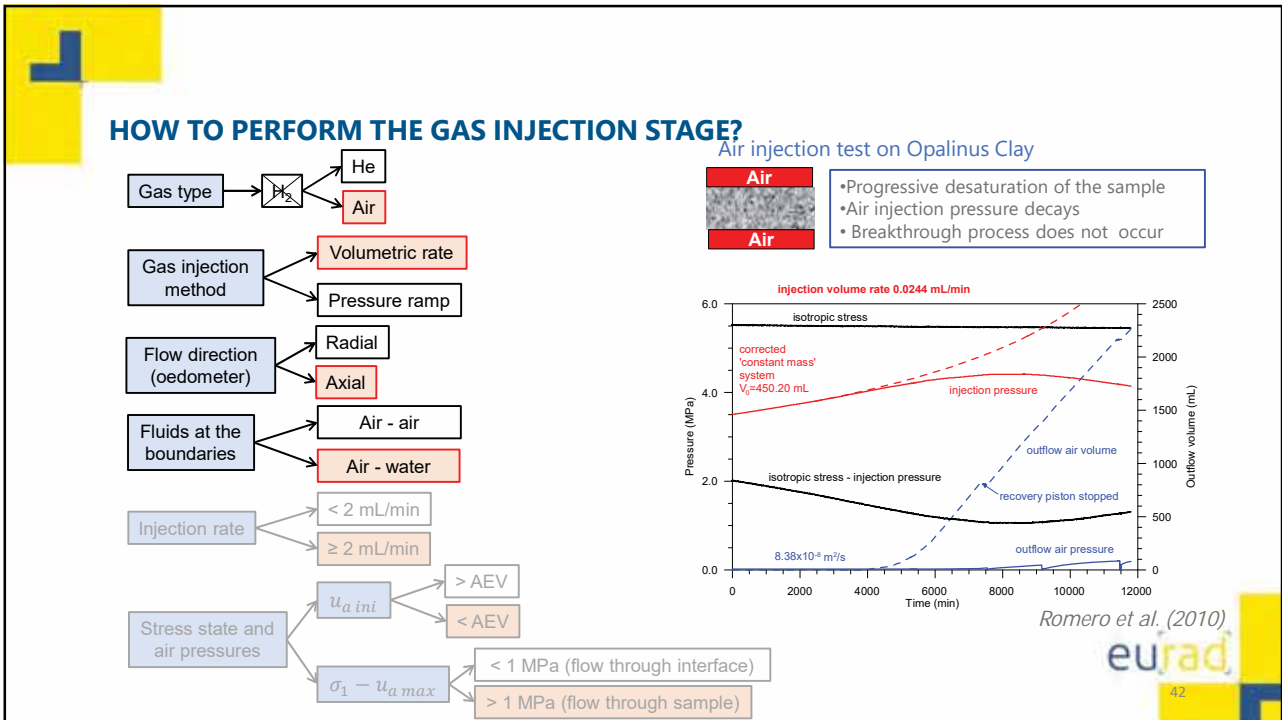 HOW TO PERFORM THE GAS INJECTION STAGE?
Gas type
H₂
He
Air
Gas injection
method
Volumetric rate
Pressure ramp
Flow direction
(oedometer)
Radial
Axial
Fluids at the
boundaries
Air - air
Air - water
Injection rate
< 2 mL/min
≥ 2 mL/min
Stress state and
air pressures
u_{a ini}
> AEV
< AEV
σ₁ − u_{a max}
< 1 MPa (flow through interface)
> 1 MPa (flow through sample)
Air injection test on Opalinus Clay
Air
Air
•Progressive desaturation of the sample
•Air injection pressure decays
• Breakthrough process does not occur
injection volume rate 0.0244 mL/min
6.0
4.0
2.0
0.0
Pressure (MPa)
isotropic stress
corrected
'constant mass'
system
V₀=450.20 mL
injection pressure
outflow air volume
isotropic stress - injection pressure
recovery piston stopped
8.38x10⁻⁸ m²/s
outflow air pressure
2500
2000
1500
1000
500
0
Outflow volume (mL)
0
2000
4000
6000
8000
10000
12000
Time (min)
Romero et al. (2010)
eu[rad]
42